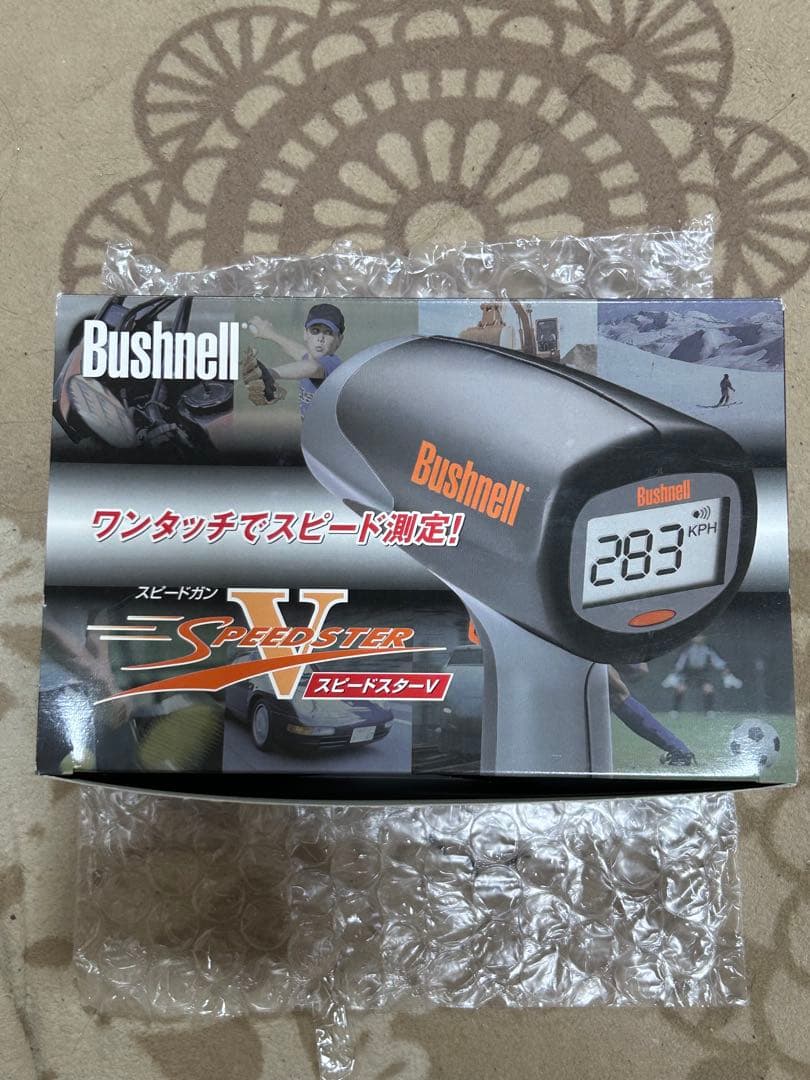 Bushnell®
Bushnell®
Bushnell
283 KPH
ワンタッチでスピード測定!
スピードガン
V
SPEEDSTER
スピードスターV